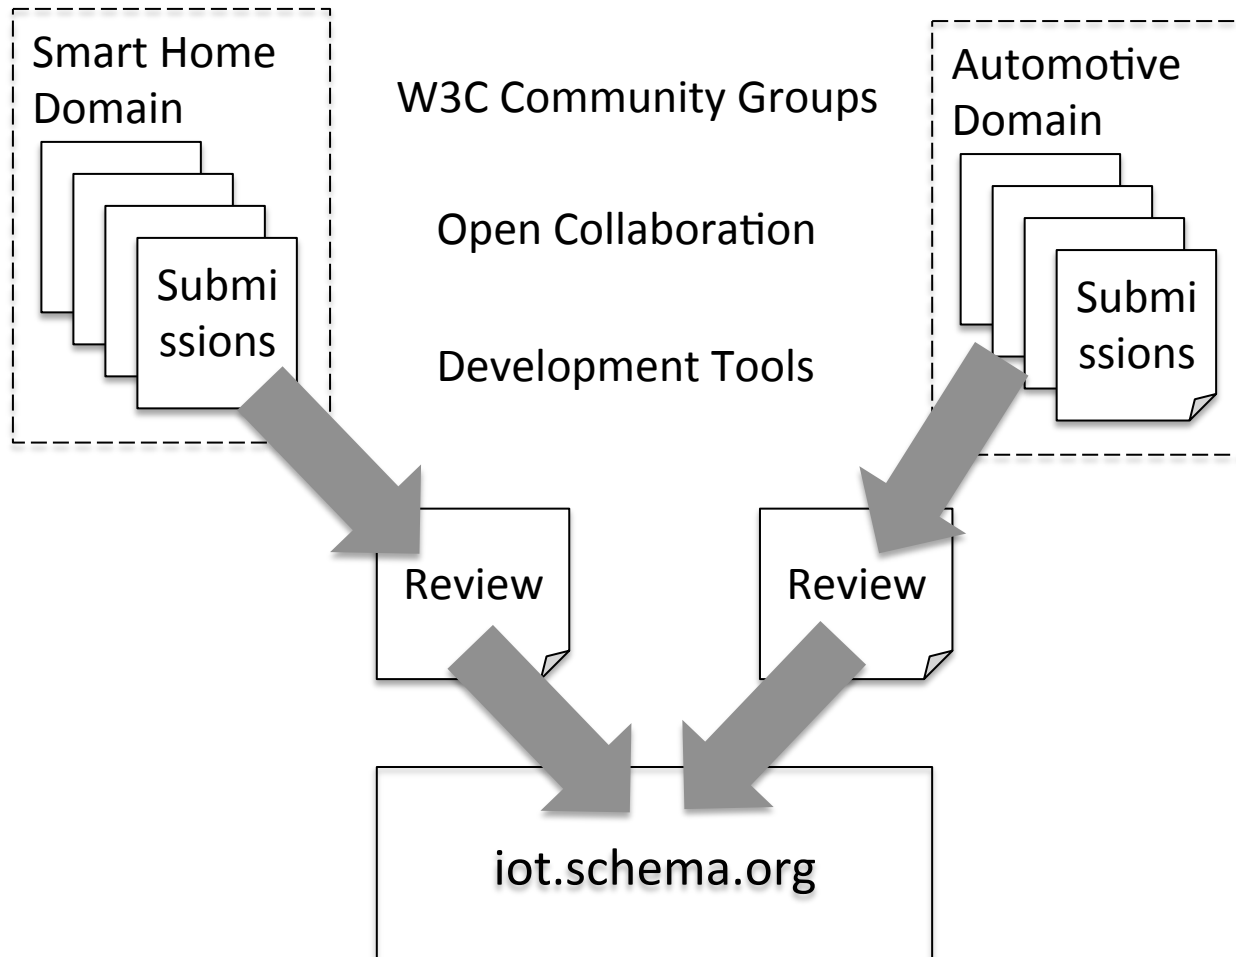 Smart Home
Domain
Submi
ssions
W3C Community Groups
Open Collaboration
Development Tools
Automotive
Domain
Submi
ssions
Review
Review
iot.schema.org